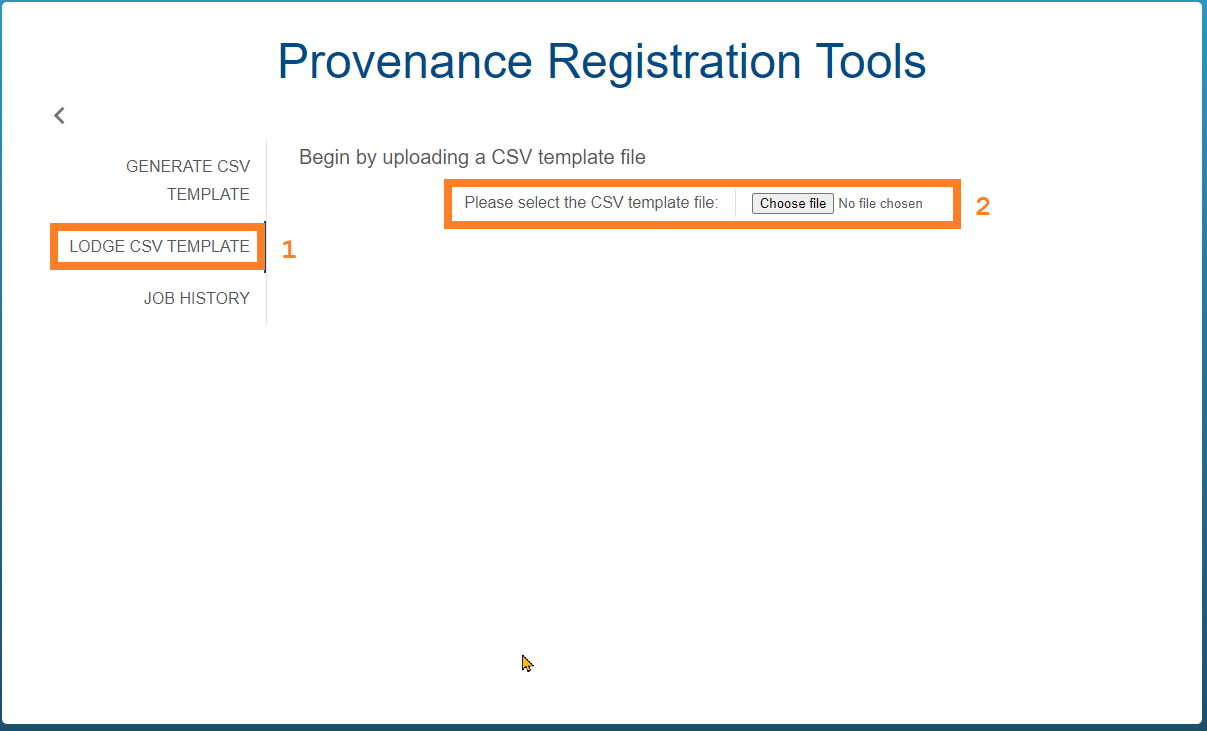 Provenance Registration Tools
GENERATE CSV
TEMPLATE
LODGE CSV TEMPLATE
1
JOB HISTORY
Begin by uploading a CSV template file
Please select the CSV template file: Choose file No file chosen
2